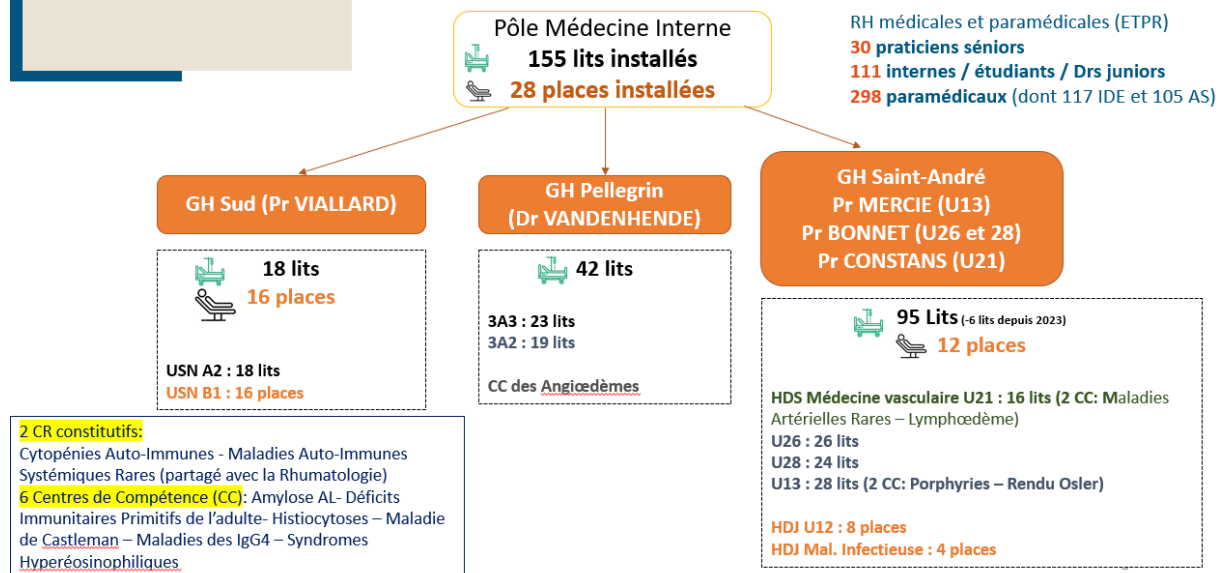 Pôle Médecine Interne
155 lits installés
28 places installées
RH médicales et paramédicales (ETPR)
30 praticiens séniors
111 internes / étudiants / Drs juniors
298 paramédicaux (dont 117 IDE et 105 AS)
GH Sud (Pr VIALLARD)
18 lits
16 places
USN A2 : 18 lits
USN B1 : 16 places
2 CR constitutifs:
Cytopénies Auto-Immunes - Maladies Auto-Immunes
Systémiques Rares (partagé avec la Rhumatologie)
6 Centres de Compétence (CC): Amylose AL- Déficits
Immunitaires Primitifs de l'adulte- Histiocytoses – Maladie
de Castleman – Maladies des IgG4 – Syndromes
Hyperéosinophiliques
GH Pellegrin
(Dr VANDENHENDE)
42 lits
3A3 : 23 lits
3A2 : 19 lits
CC des Angiœdèmes
GH Saint-André
Pr MERCIE (U13)
Pr BONNET (U26 et 28)
Pr CONSTANS (U21)
95 Lits (-6 lits depuis 2023)
12 places
HDS Médecine vasculaire U21 : 16 lits (2 CC: Maladies
Artérielles Rares – Lymphœdème)
U26 : 26 lits
U28 : 24 lits
U13 : 28 lits (2 CC: Porphyries – Rendu Osler)
HDJ U12 : 8 places
HDJ Mal. Infectieuse : 4 places